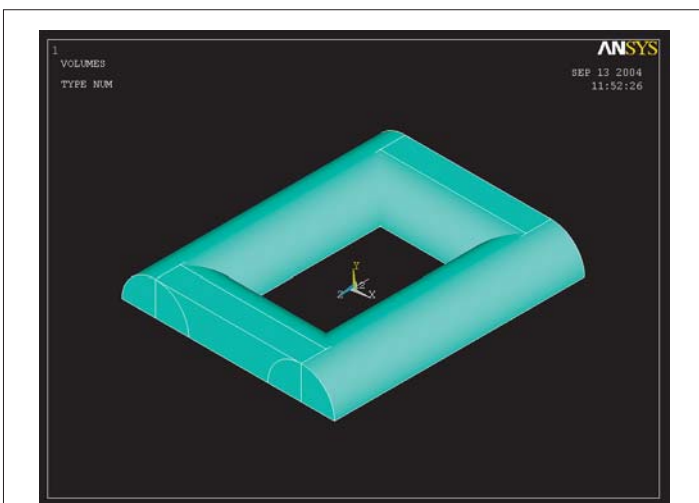 1
VOLUMES
TYPE NUM
ANSYS
SEP 13 2004
11:52:26
Y
Z
Z
X